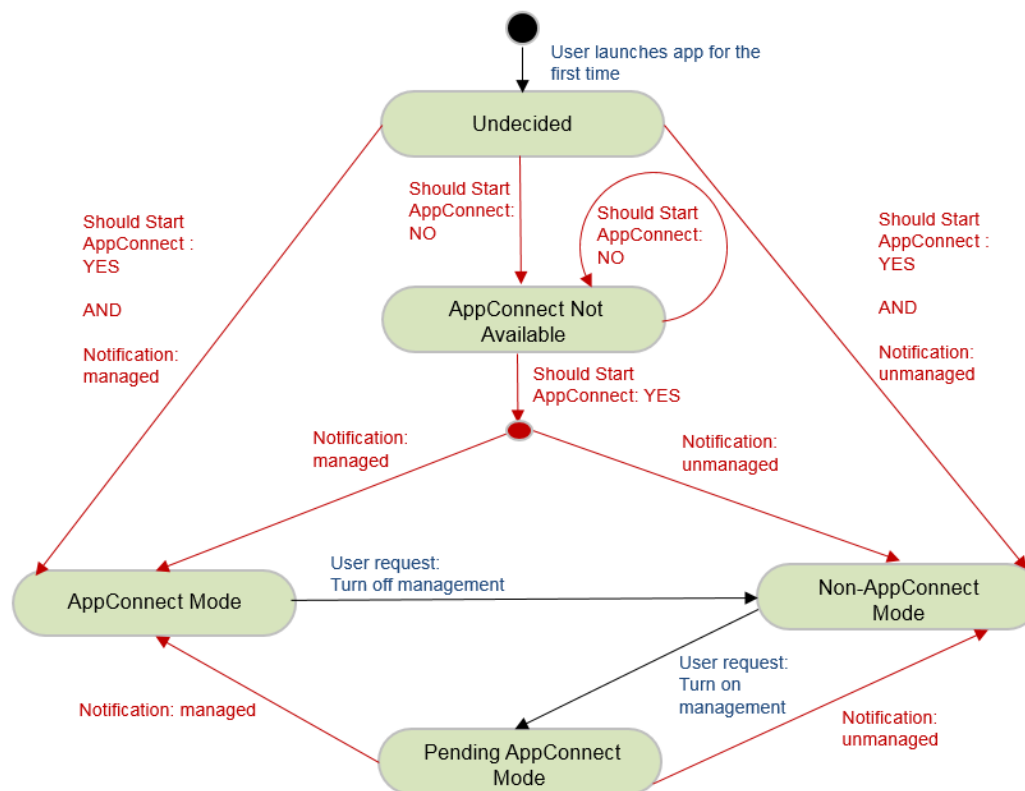 User launches app for the
first time
Undecided
Should Start
AppConnect:
NO
Should Start
AppConnect:
NO
Should Start
AppConnect :
YES
AND
Notification:
managed
Should Start
AppConnect :
YES
AND
Notification:
unmanaged
AppConnect Not
Available
Should Start
AppConnect: YES
Notification:
managed
Notification:
unmanaged
User request:
Turn off management
AppConnect Mode
Non-AppConnect
Mode
User request:
Turn on
management
Notification: managed
Notification:
unmanaged
Pending AppConnect
Mode